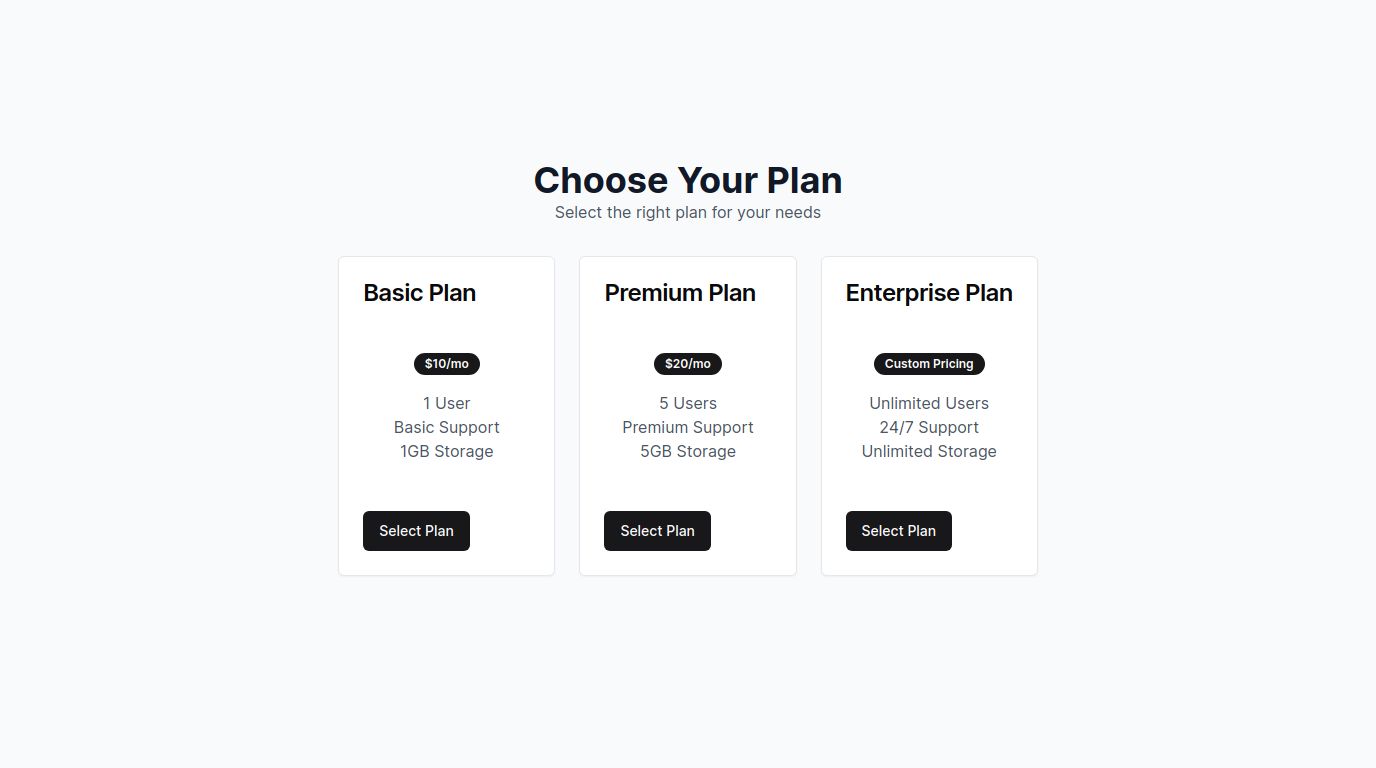 Choose Your Plan
Select the right plan for your needs
Basic Plan
$10/mo
1 User
Basic Support
1GB Storage
Select Plan
Premium Plan
$20/mo
5 Users
Premium Support
5GB Storage
Select Plan
Enterprise Plan
Custom Pricing
Unlimited Users
24/7 Support
Unlimited Storage
Select Plan